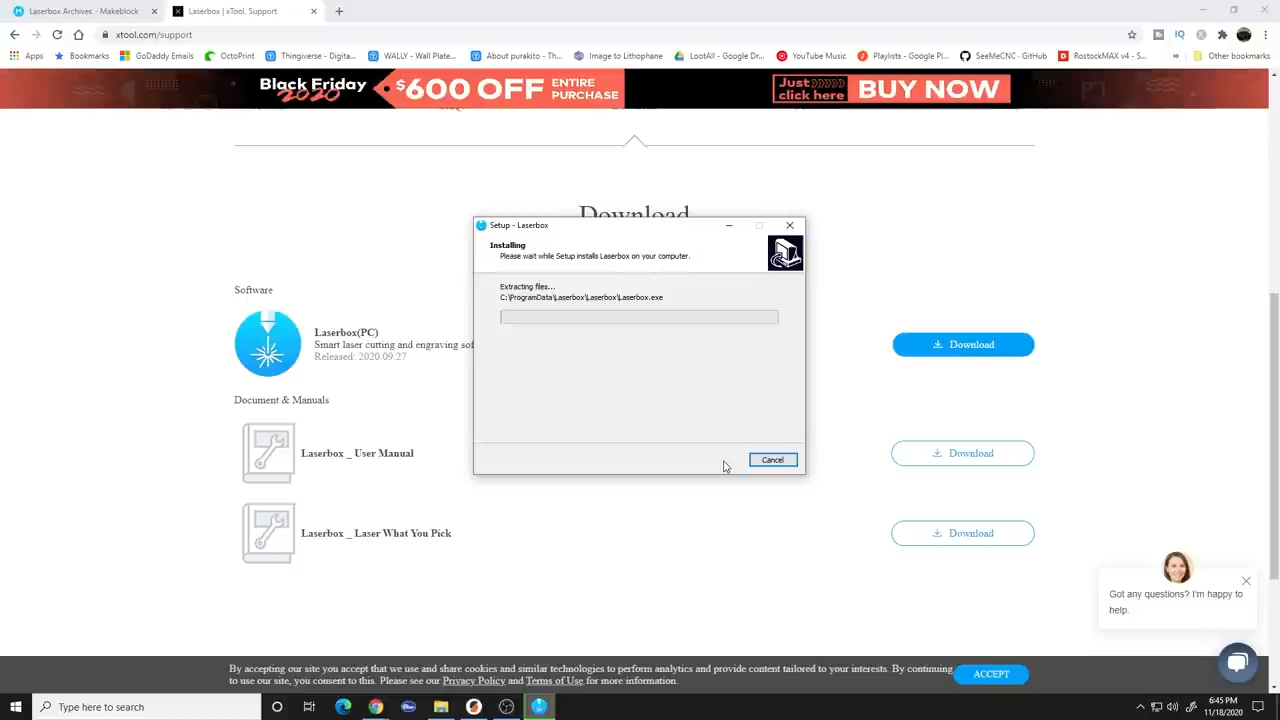 Laserbox Archives - Makeblock
Laserbox | xTool, Support
xtool.com/support
Apps
Bookmarks
GoDaddy Emails
OctoPrint
Thingiverse - Digita...
WALLY - Wall Plate...
About purakito - Th...
Image to Lithophane
LootAll - Google Dr...
YouTube Music
Playlists - Google Pl...
SeeMeCNC · GitHub
RostockMAX v4 - S...
Other bookmarks
Black Friday 2020
$600 OFF ENTIRE PURCHASE
Just click here BUY NOW
Download
Setup - Laserbox
Installing
Please wait while Setup installs Laserbox on your computer.
Extracting files...
C:\ProgramData\Laserbox\Laserbox\Laserbox.exe
Cancel
Software
Laserbox(PC)
Smart laser cutting and engraving sof
Released: 2020.09.27
Download
Document & Manuals
Laserbox _ User Manual
Download
Laserbox _ Laser What You Pick
Download
Got any questions? I'm happy to
help.
By accepting our site you accept that we use and share cookies and similar technologies to perform analytics and provide content tailored to your interests. By continuing
to use our site, you consent to this. Please see our Privacy Policy and Terms of Use for more information.
ACCEPT
Type here to search
6:45 PM
11/18/2020